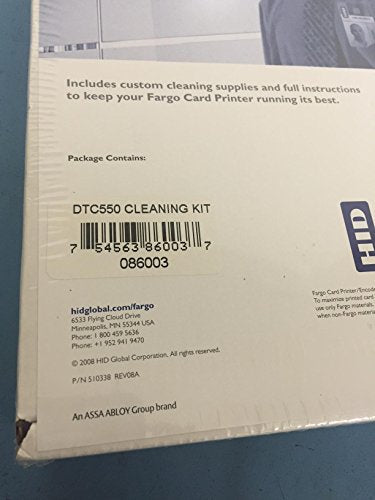 Includes custom cleaning supplies and full instructions
to keep your Fargo Card Printer running its best.
Package Contains:
DTC550 CLEANING KIT
7 54563 86003 7
086003
HID
hidglobal.com/fargo
6533 Flying Cloud Drive
Minneapolis, MN 55344 USA
Phone: 1 800 459 5636
Phone: +1 952 941 9470
© 2008 HID Global Corporation. All rights reserved.
P/N 510338 REV08A
An ASSA ABLOY Group brand
Fargo Card Printer/Encode
To maximize printed card
use only Fargo materials.
when non-Fargo material